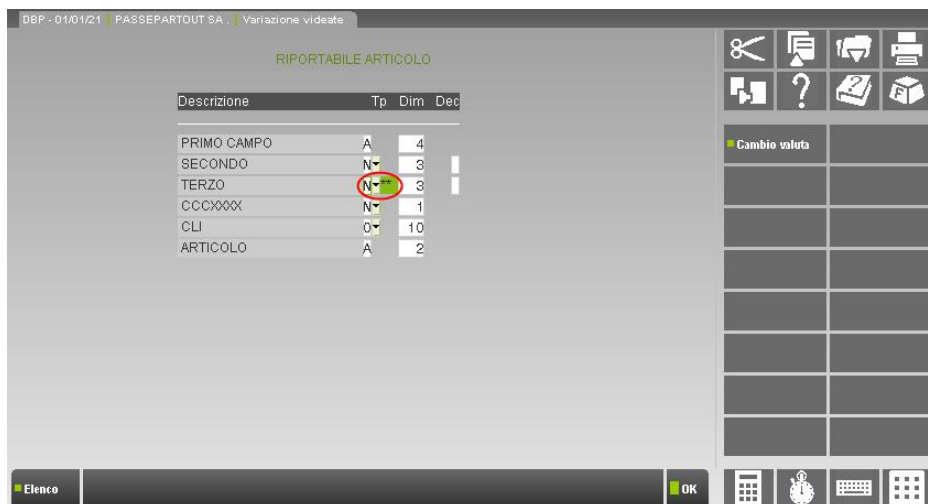 DBP - 01/01/21 PASSEPARTOUT SA . Variazione videate
RIPORTABILE ARTICOLO
Descrizione Tp Dim Dec
PRIMO CAMPO A 4
SECONDO N 3
TERZO N ** 3
CCCXXXX N 1
CLI 0 10
ARTICOLO A 2
Cambio valuta
Elenco
OK
? ? F